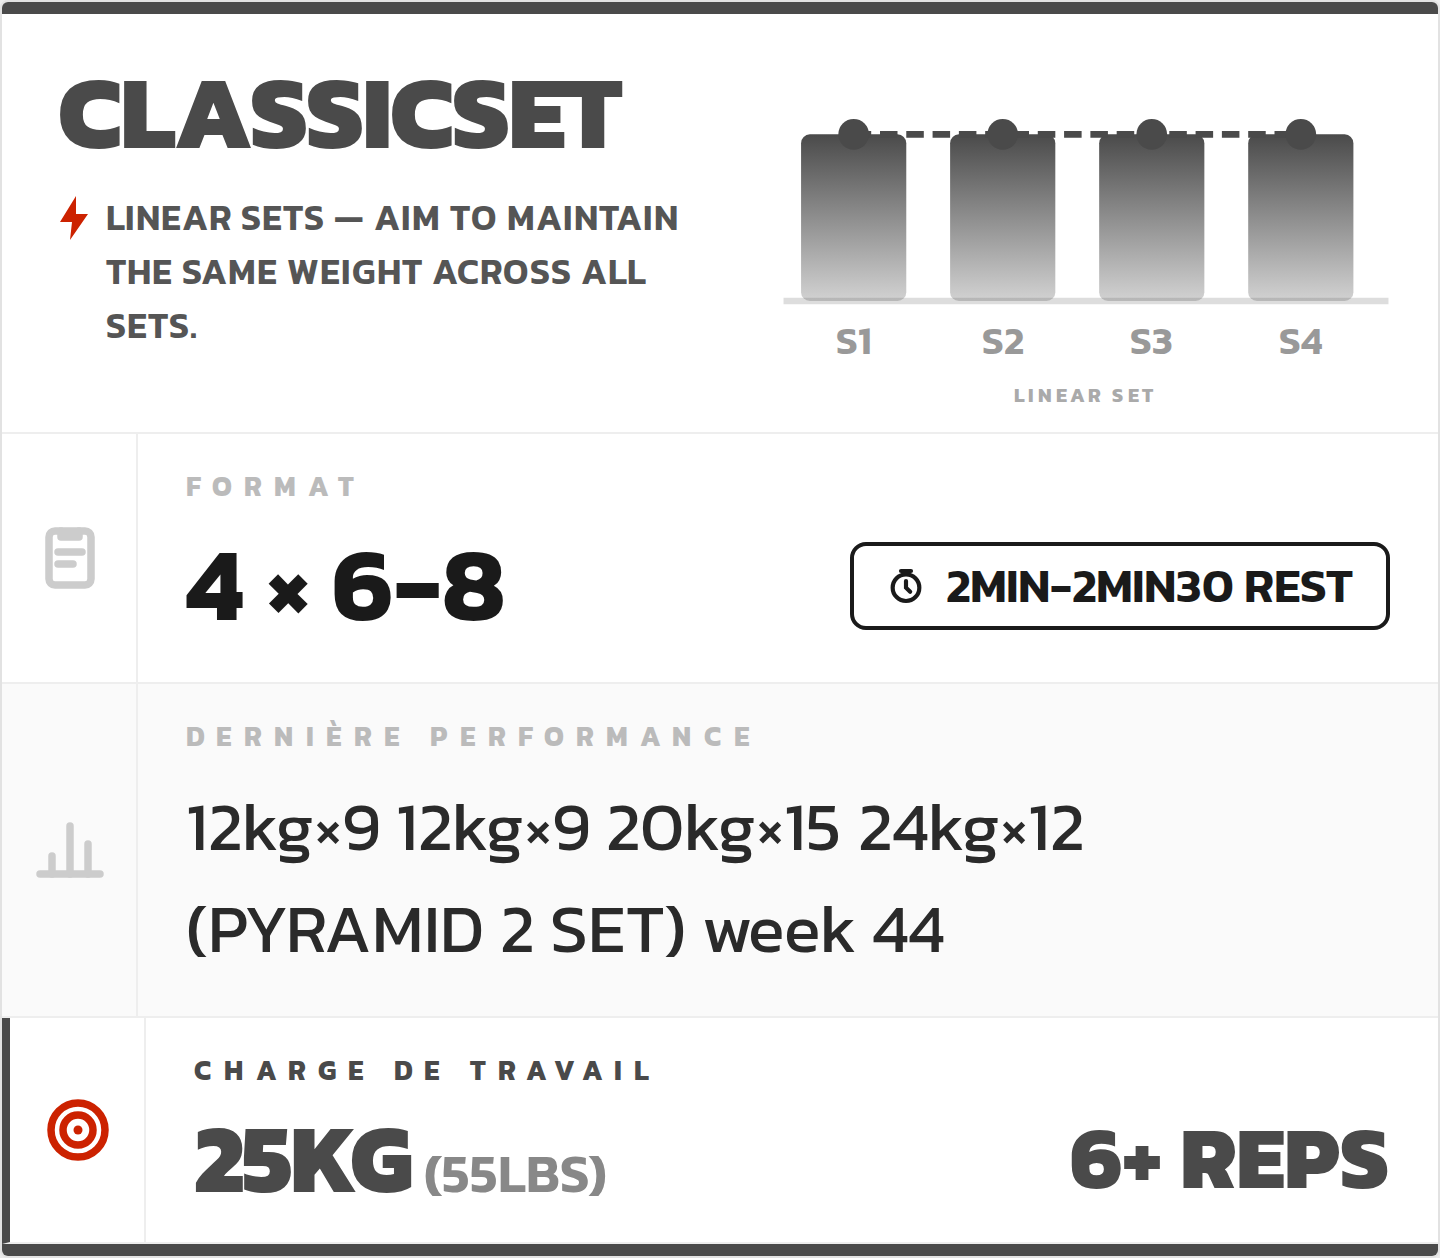 CLASSICSET
LINEAR SETS — AIM TO MAINTAIN
THE SAME WEIGHT ACROSS ALL
SETS.
S1 S2 S3 S4
LINEAR SET
FORMAT
4 × 6–8
2MIN–2MIN30 REST
DERNIÈRE PERFORMANCE
12kg×9 12kg×9 20kg×15 24kg×12
(PYRAMID 2 SET) week 44
CHARGE DE TRAVAIL
25KG (55LBS)
6+ REPS